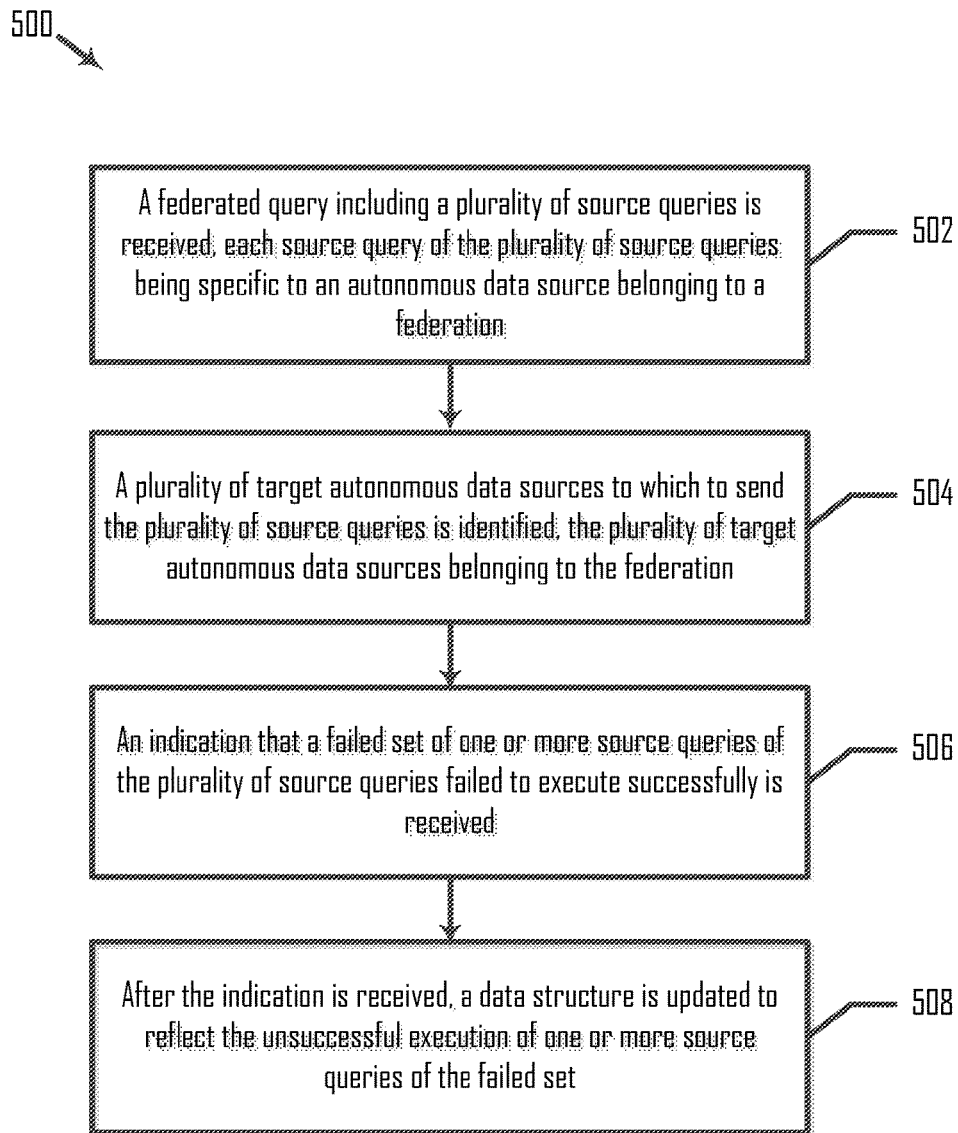 500
A federated query including a plurality of source queries is
received, each source query of the plurality of source queries
being specific to an autonomous data source belonging to a
federation
502
A plurality of target autonomous data sources to which to send
the plurality of source queries is identified, the plurality of target
autonomous data sources belonging to the federation
504
An indication that a failed set of one or more source queries of
the plurality of source queries failed to execute successfully is
received
506
After the indication is received, a data structure is updated to
reflect the unsuccessful execution of one or more source
queries of the failed set
508